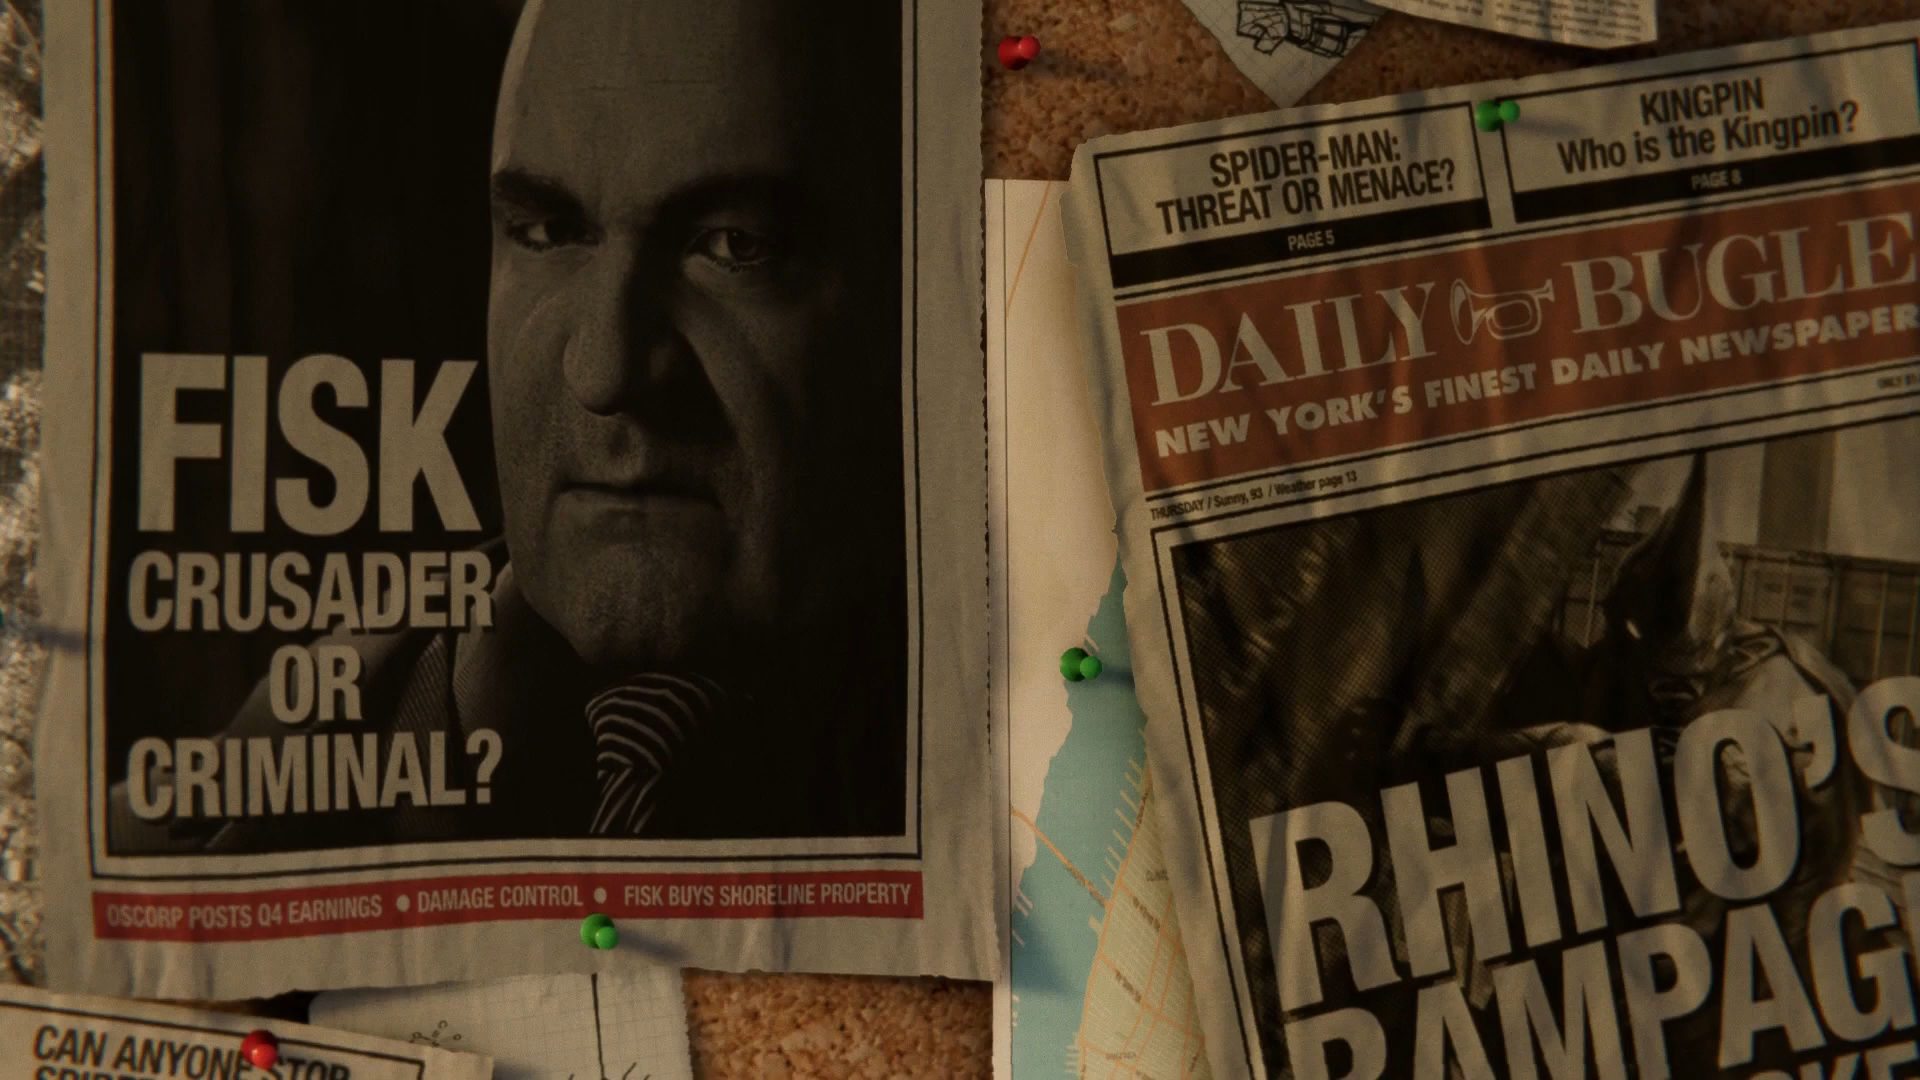 FISK
CRUSADER
OR
CRIMINAL?
OSCORP POSTS Q4 EARNINGS • DAMAGE CONTROL • FISK BUYS SHORELINE PROPERTY
CAN ANYONE STOP
SPIDER-MAN:
THREAT OR MENACE?
PAGE 5
KINGPIN
Who is the Kingpin?
PAGE 8
DAILY BUGLE
NEW YORK'S FINEST DAILY NEWSPAPER
THURSDAY / Sunny, 93 / Weather page 13
RHINO'S